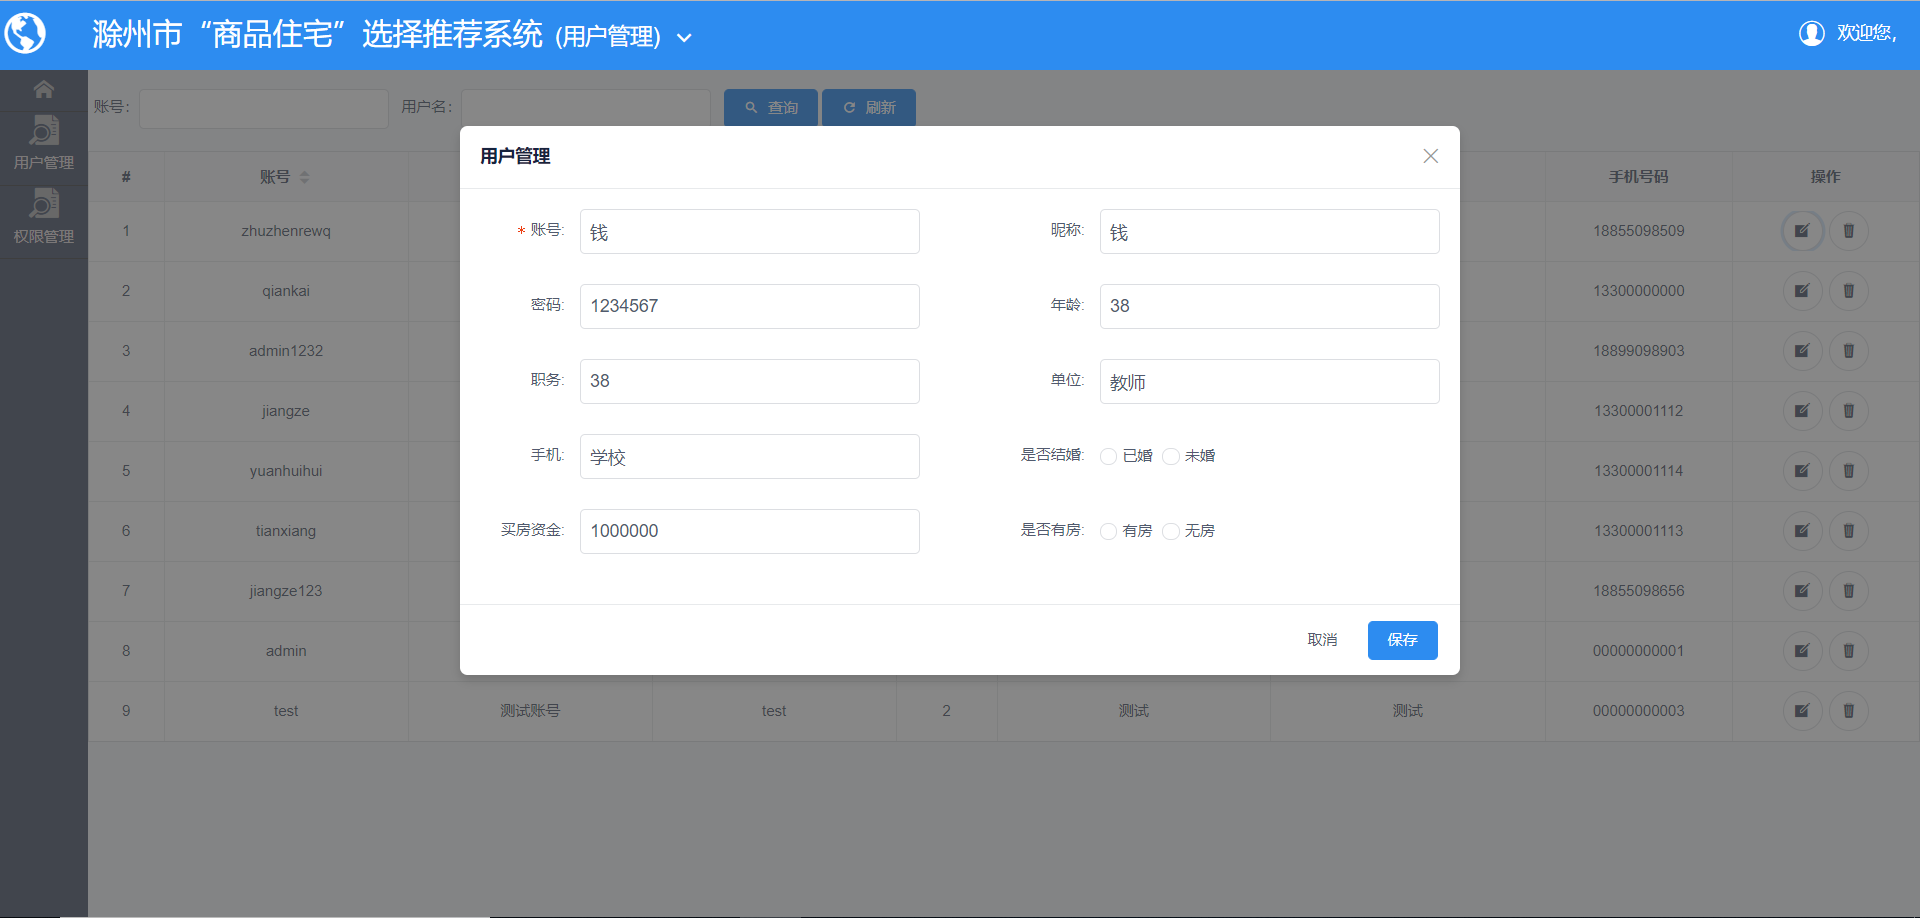 滁州市“商品住宅”选择推荐系统 (用户管理)
欢迎您,
用户管理
权限管理
账号:
用户名:
查询
刷新
# 账号 手机号码 操作
1 zhuzhenrewq 18855098509
2 qiankai 13300000000
3 admin1232 18899098903
4 jiangze 13300001112
5 yuanhuihui 13300001114
6 tianxiang 13300001113
7 jiangze123 18855098656
8 admin 00000000001
9 test 测试账号 test 2 测试 测试 00000000003
用户管理
* 账号: 钱
昵称: 钱
密码: 1234567
年龄: 38
职务: 38
单位: 教师
手机: 学校
是否结婚: 已婚 未婚
买房资金: 1000000
是否有房: 有房 无房
取消
保存